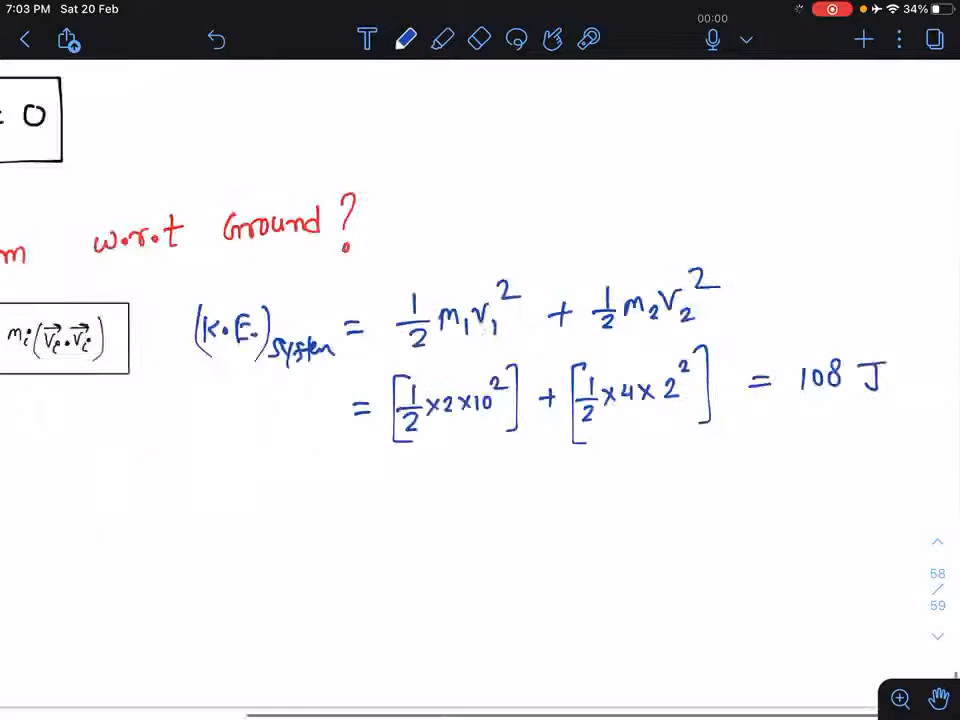 7:03 PM Sat 20 Feb
34%
00:00
= 0
m w.r.t Ground?
(K.E.)system = 1/2 m₁v₁² + 1/2 m₂v₂²
mᵢ(v⃗ᵢ.v⃗ᵢ)
= [1/2 × 2 × 10²] + [1/2 × 4 × 2²] = 108 J
58
/
59